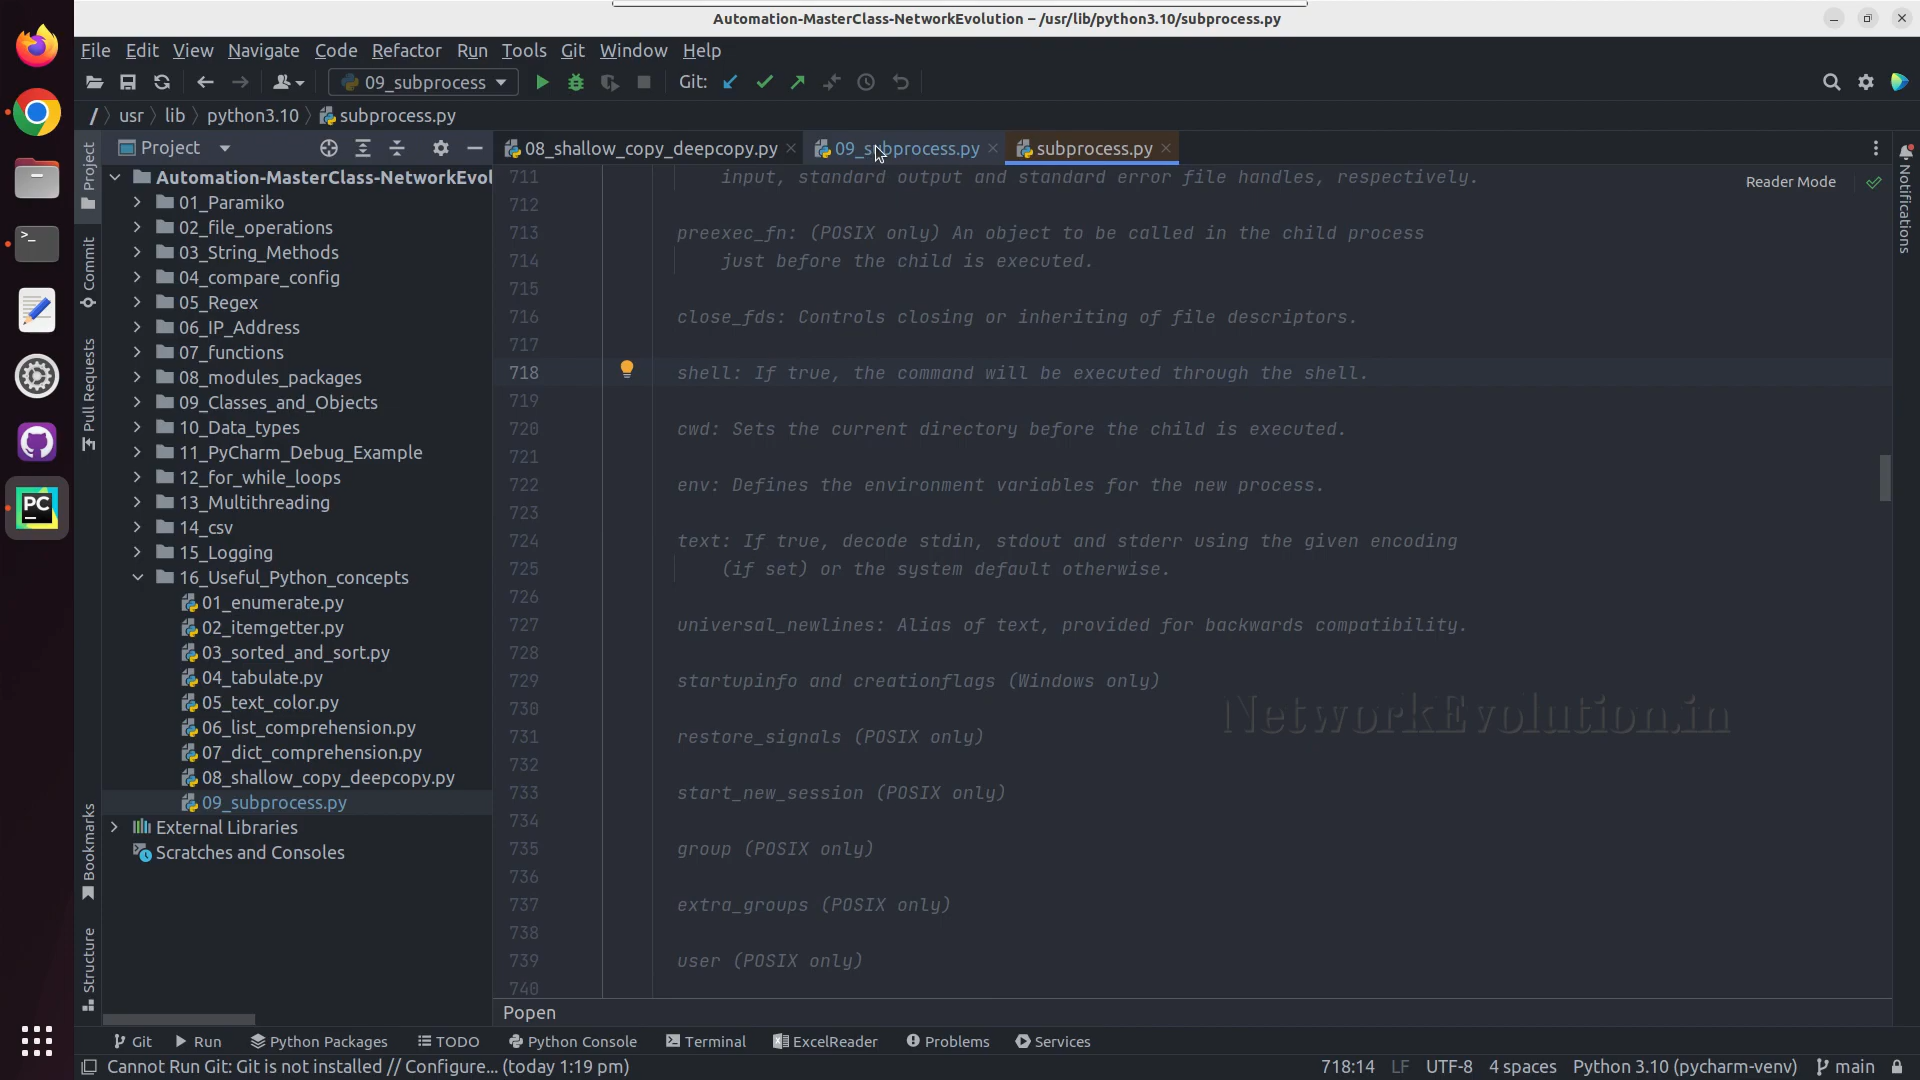 Automation-MasterClass-NetworkEvolution – /usr/lib/python3.10/subprocess.py
File Edit View Navigate Code Refactor Run Tools Git Window Help
09_subprocess Git:
/ usr lib python3.10 subprocess.py
Project 08_shallow_copy_deepcopy.py 09_subprocess.py subprocess.py
Reader Mode
Automation-MasterClass-NetworkEvol
01_Paramiko
02_file_operations
03_String_Methods
04_compare_config
05_Regex
06_IP_Address
07_functions
08_modules_packages
09_Classes_and_Objects
10_Data_types
11_PyCharm_Debug_Example
12_for_while_loops
13_Multithreading
14_csv
15_Logging
16_Useful_Python_concepts
01_enumerate.py
02_itemgetter.py
03_sorted_and_sort.py
04_tabulate.py
05_text_color.py
06_list_comprehension.py
07_dict_comprehension.py
08_shallow_copy_deepcopy.py
09_subprocess.py
External Libraries
Scratches and Consoles
711 input, standard output and standard error file handles, respectively.
712
713 preexec_fn: (POSIX only) An object to be called in the child process
714 just before the child is executed.
715
716 close_fds: Controls closing or inheriting of file descriptors.
717
718 shell: If true, the command will be executed through the shell.
719
720 cwd: Sets the current directory before the child is executed.
721
722 env: Defines the environment variables for the new process.
723
724 text: If true, decode stdin, stdout and stderr using the given encoding
725 (if set) or the system default otherwise.
726
727 universal_newlines: Alias of text, provided for backwards compatibility.
728
729 startupinfo and creationflags (Windows only)
730
731 restore_signals (POSIX only)
732
733 start_new_session (POSIX only)
734
735 group (POSIX only)
736
737 extra_groups (POSIX only)
738
739 user (POSIX only)
740
NetworkEvolution.in
Popen
Project
Commit
Pull Requests
Bookmarks
Structure
Notifications
PC
Git Run Python Packages TODO Python Console Terminal ExcelReader Problems Services
Cannot Run Git: Git is not installed // Configure... (today 1:19 pm) 718:14 LF UTF-8 4 spaces Python 3.10 (pycharm-venv) main